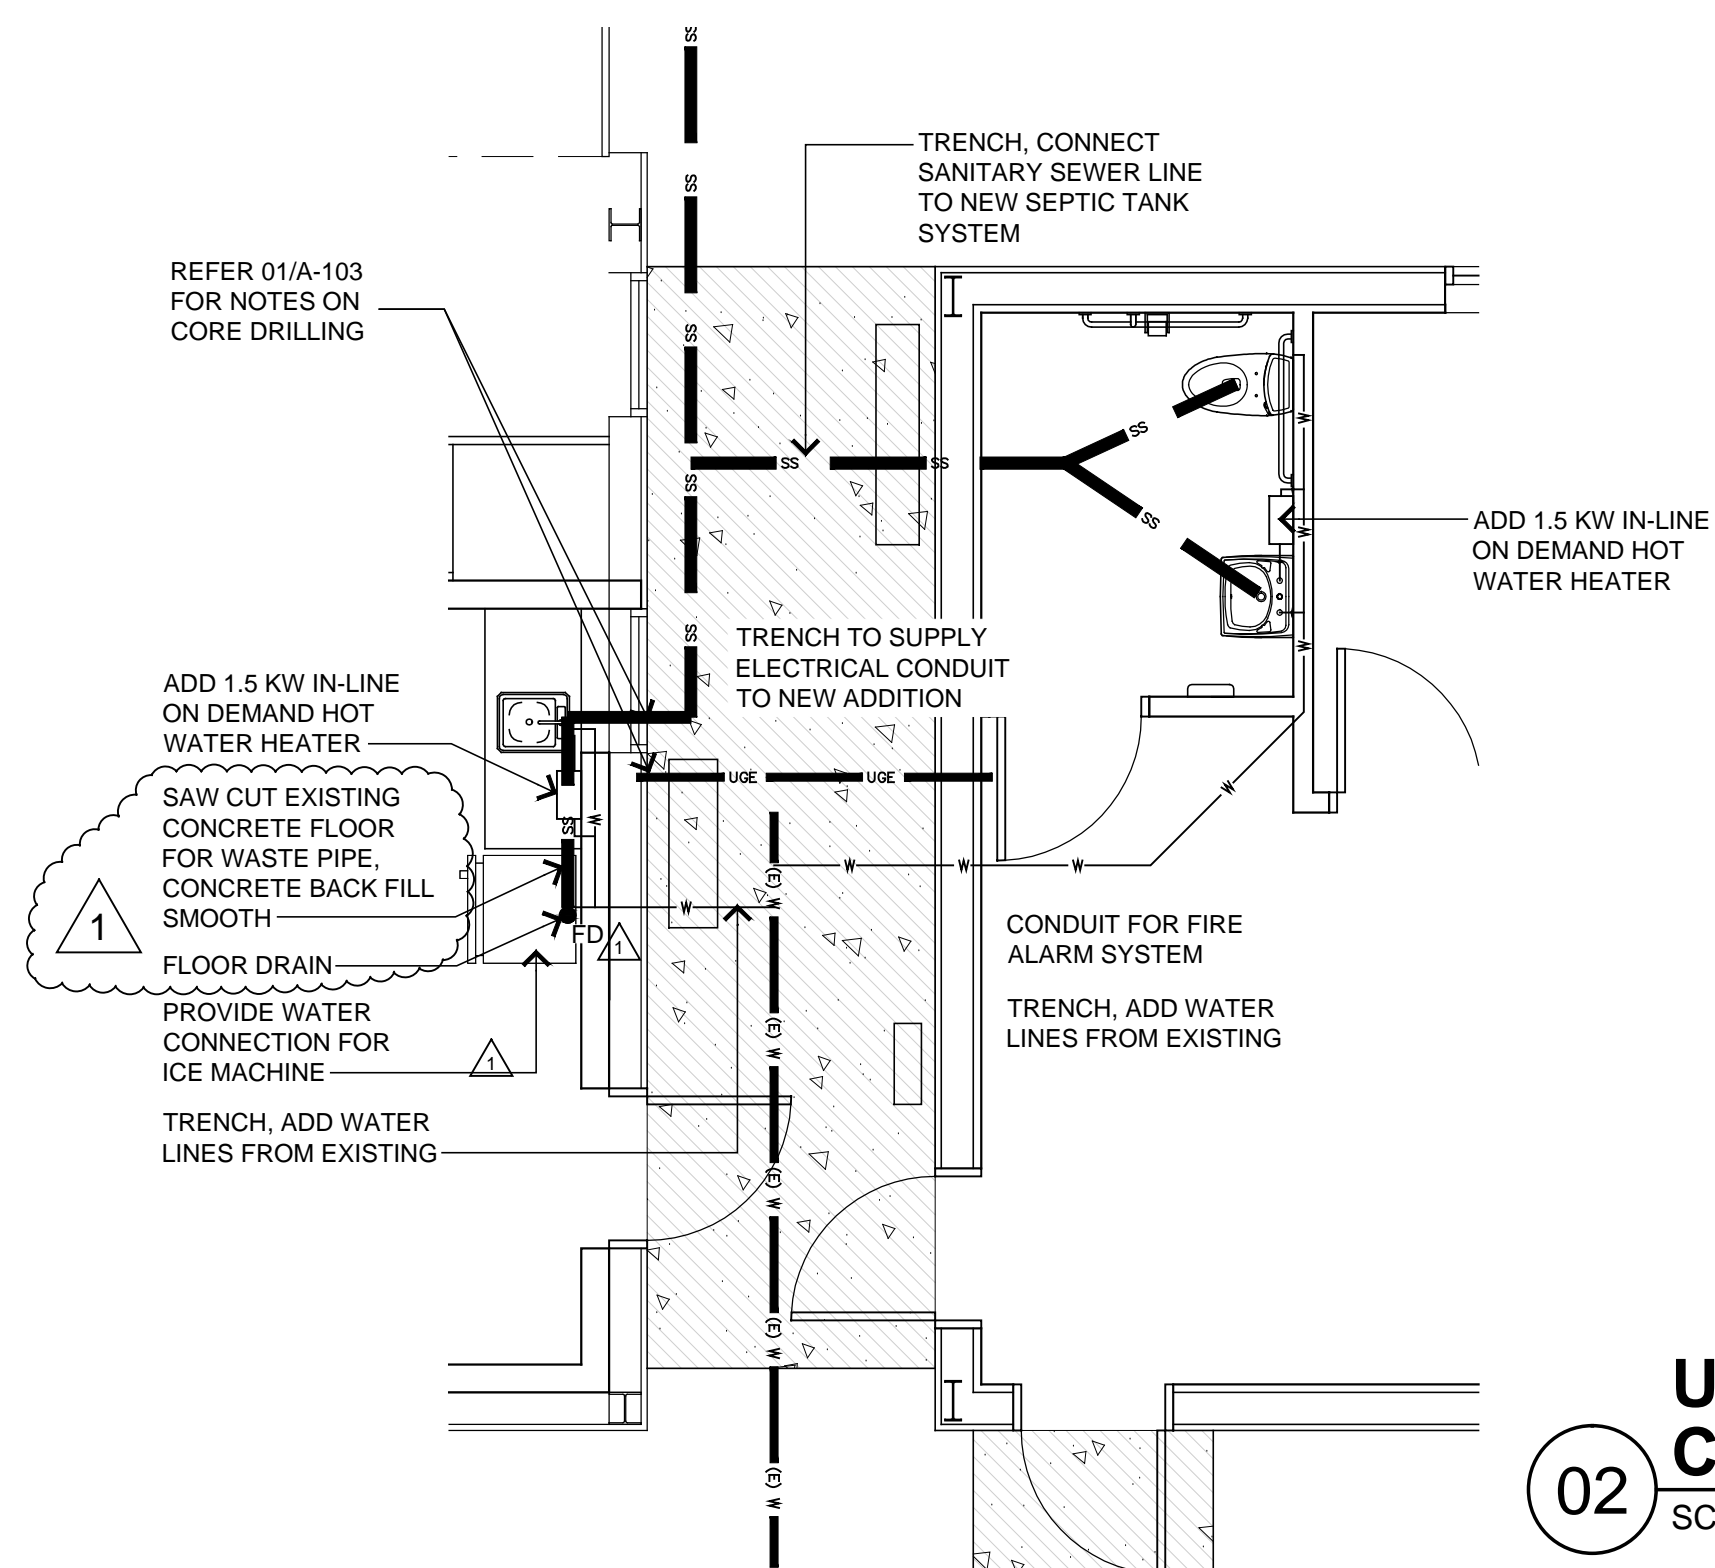 SS
SS
TRENCH, CONNECT
SANITARY SEWER LINE
TO NEW SEPTIC TANK
SYSTEM
REFER 01/A-103
FOR NOTES ON
CORE DRILLING
SS
SS
SS
SS
SS
SS
W
ADD 1.5 KW IN-LINE
ON DEMAND HOT
WATER HEATER
W
W
SS
TRENCH TO SUPPLY
ELECTRICAL CONDUIT
TO NEW ADDITION
ADD 1.5 KW IN-LINE
ON DEMAND HOT
WATER HEATER
UGE
UGE
W
SAW CUT EXISTING
CONCRETE FLOOR
FOR WASTE PIPE,
CONCRETE BACK FILL
SMOOTH
1
SS
W
W
W
W
(E) W
W
FD
1
FLOOR DRAIN
CONDUIT FOR FIRE
ALARM SYSTEM
TRENCH, ADD WATER
LINES FROM EXISTING
PROVIDE WATER
CONNECTION FOR
ICE MACHINE
1
(E) W
TRENCH, ADD WATER
LINES FROM EXISTING
(E) W
(E) W
(E) W
02
U
C
SC